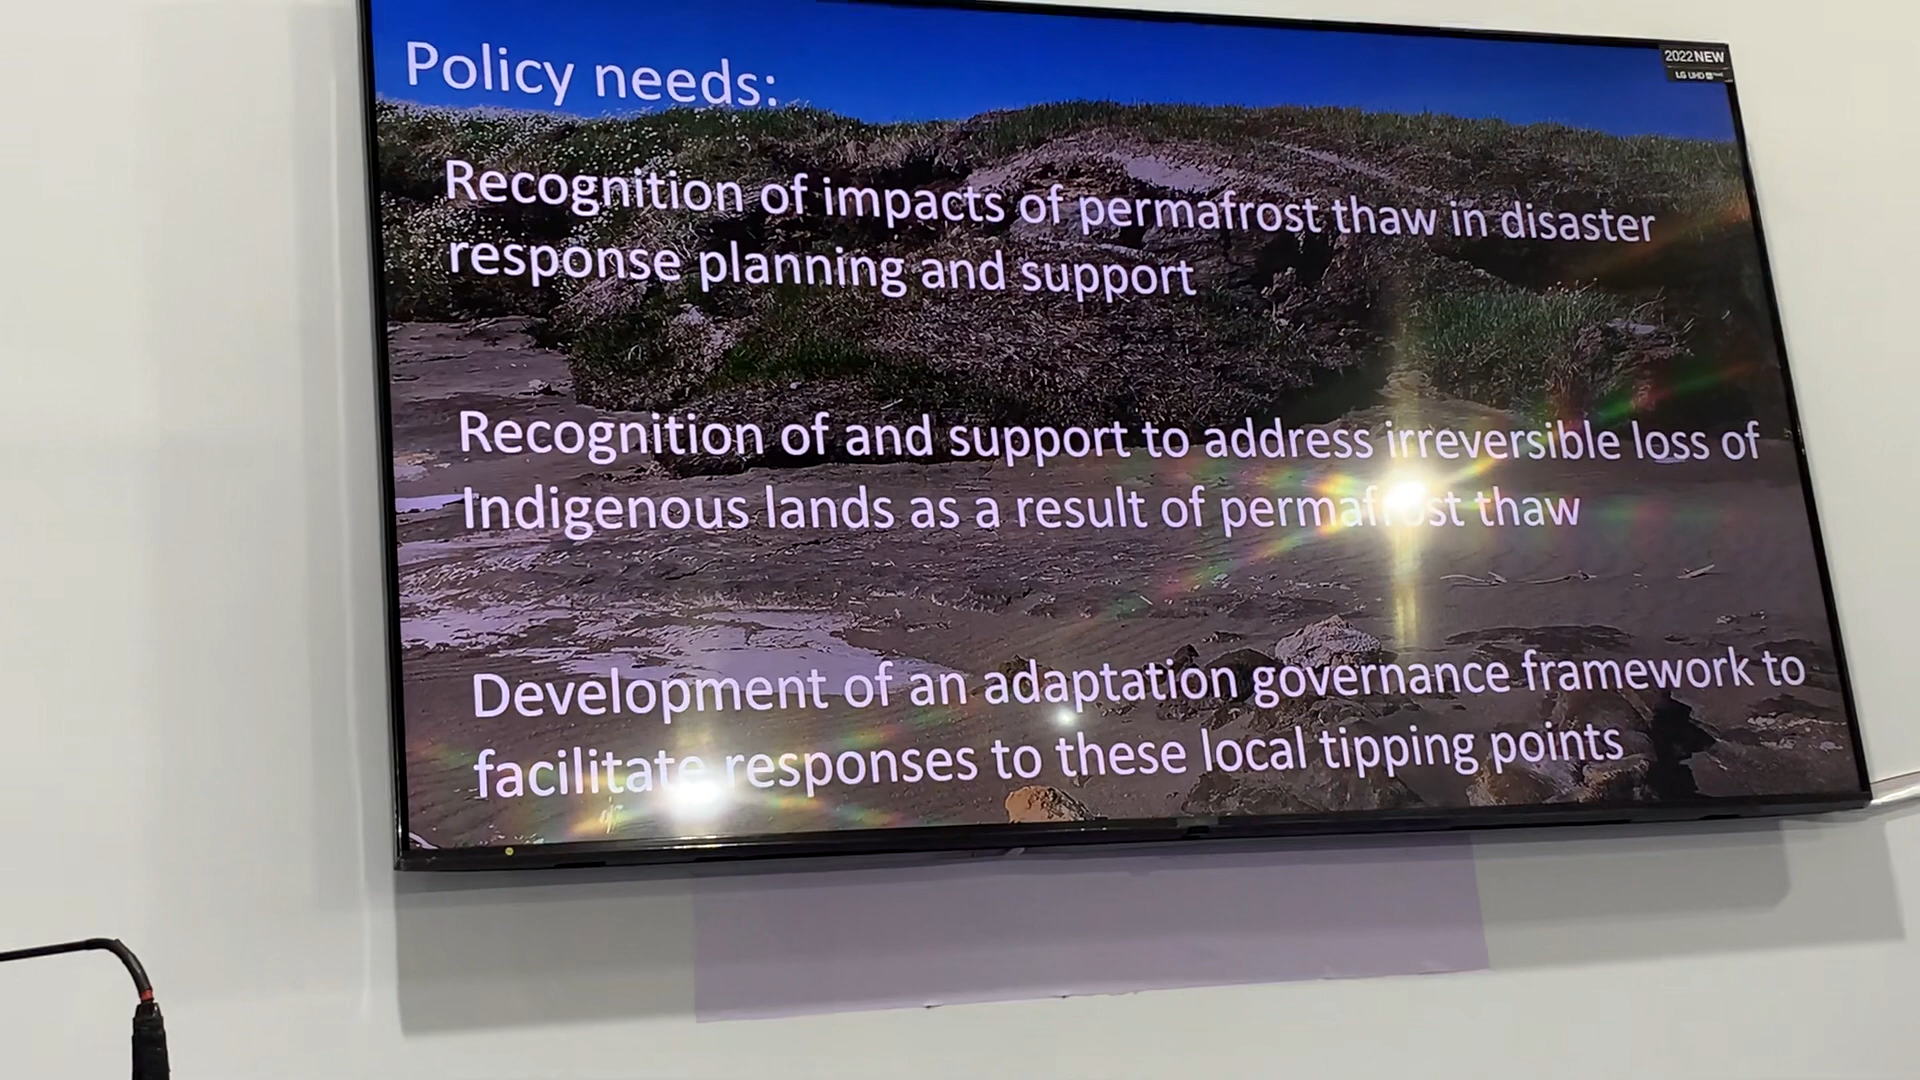 Policy needs:
2022 NEW
LG UHD
Recognition of impacts of permafrost thaw in disaster
response planning and support
Recognition of and support to address irreversible loss of
Indigenous lands as a result of permafrost thaw
Development of an adaptation governance framework to
facilitate responses to these local tipping points